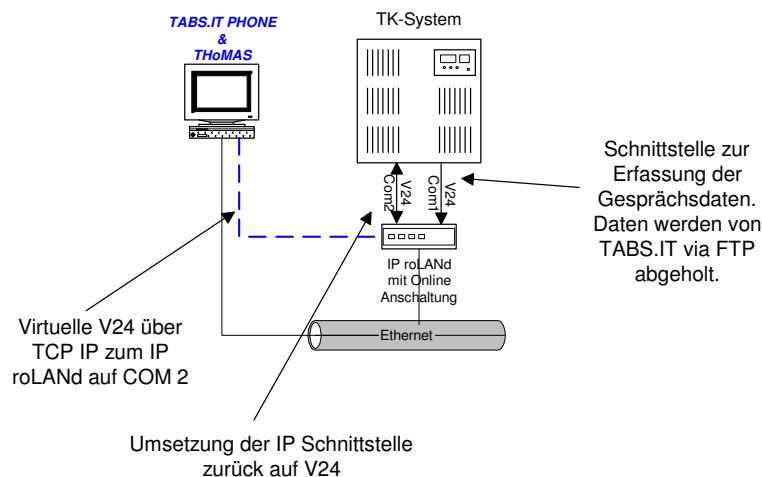 TABS.IT PHONE
&
THoMAS
TK-System
V24
Com2
V24
Com1
Schnittstelle zur
Erfassung der
Gesprächsdaten.
Daten werden von
TABS.IT via FTP
abgeholt.
IP roLANd
mit Online
Anschaltung
Ethernet
Virtuelle V24 über
TCP IP zum IP
roLANd auf COM 2
Umsetzung der IP Schnittstelle
zurück auf V24